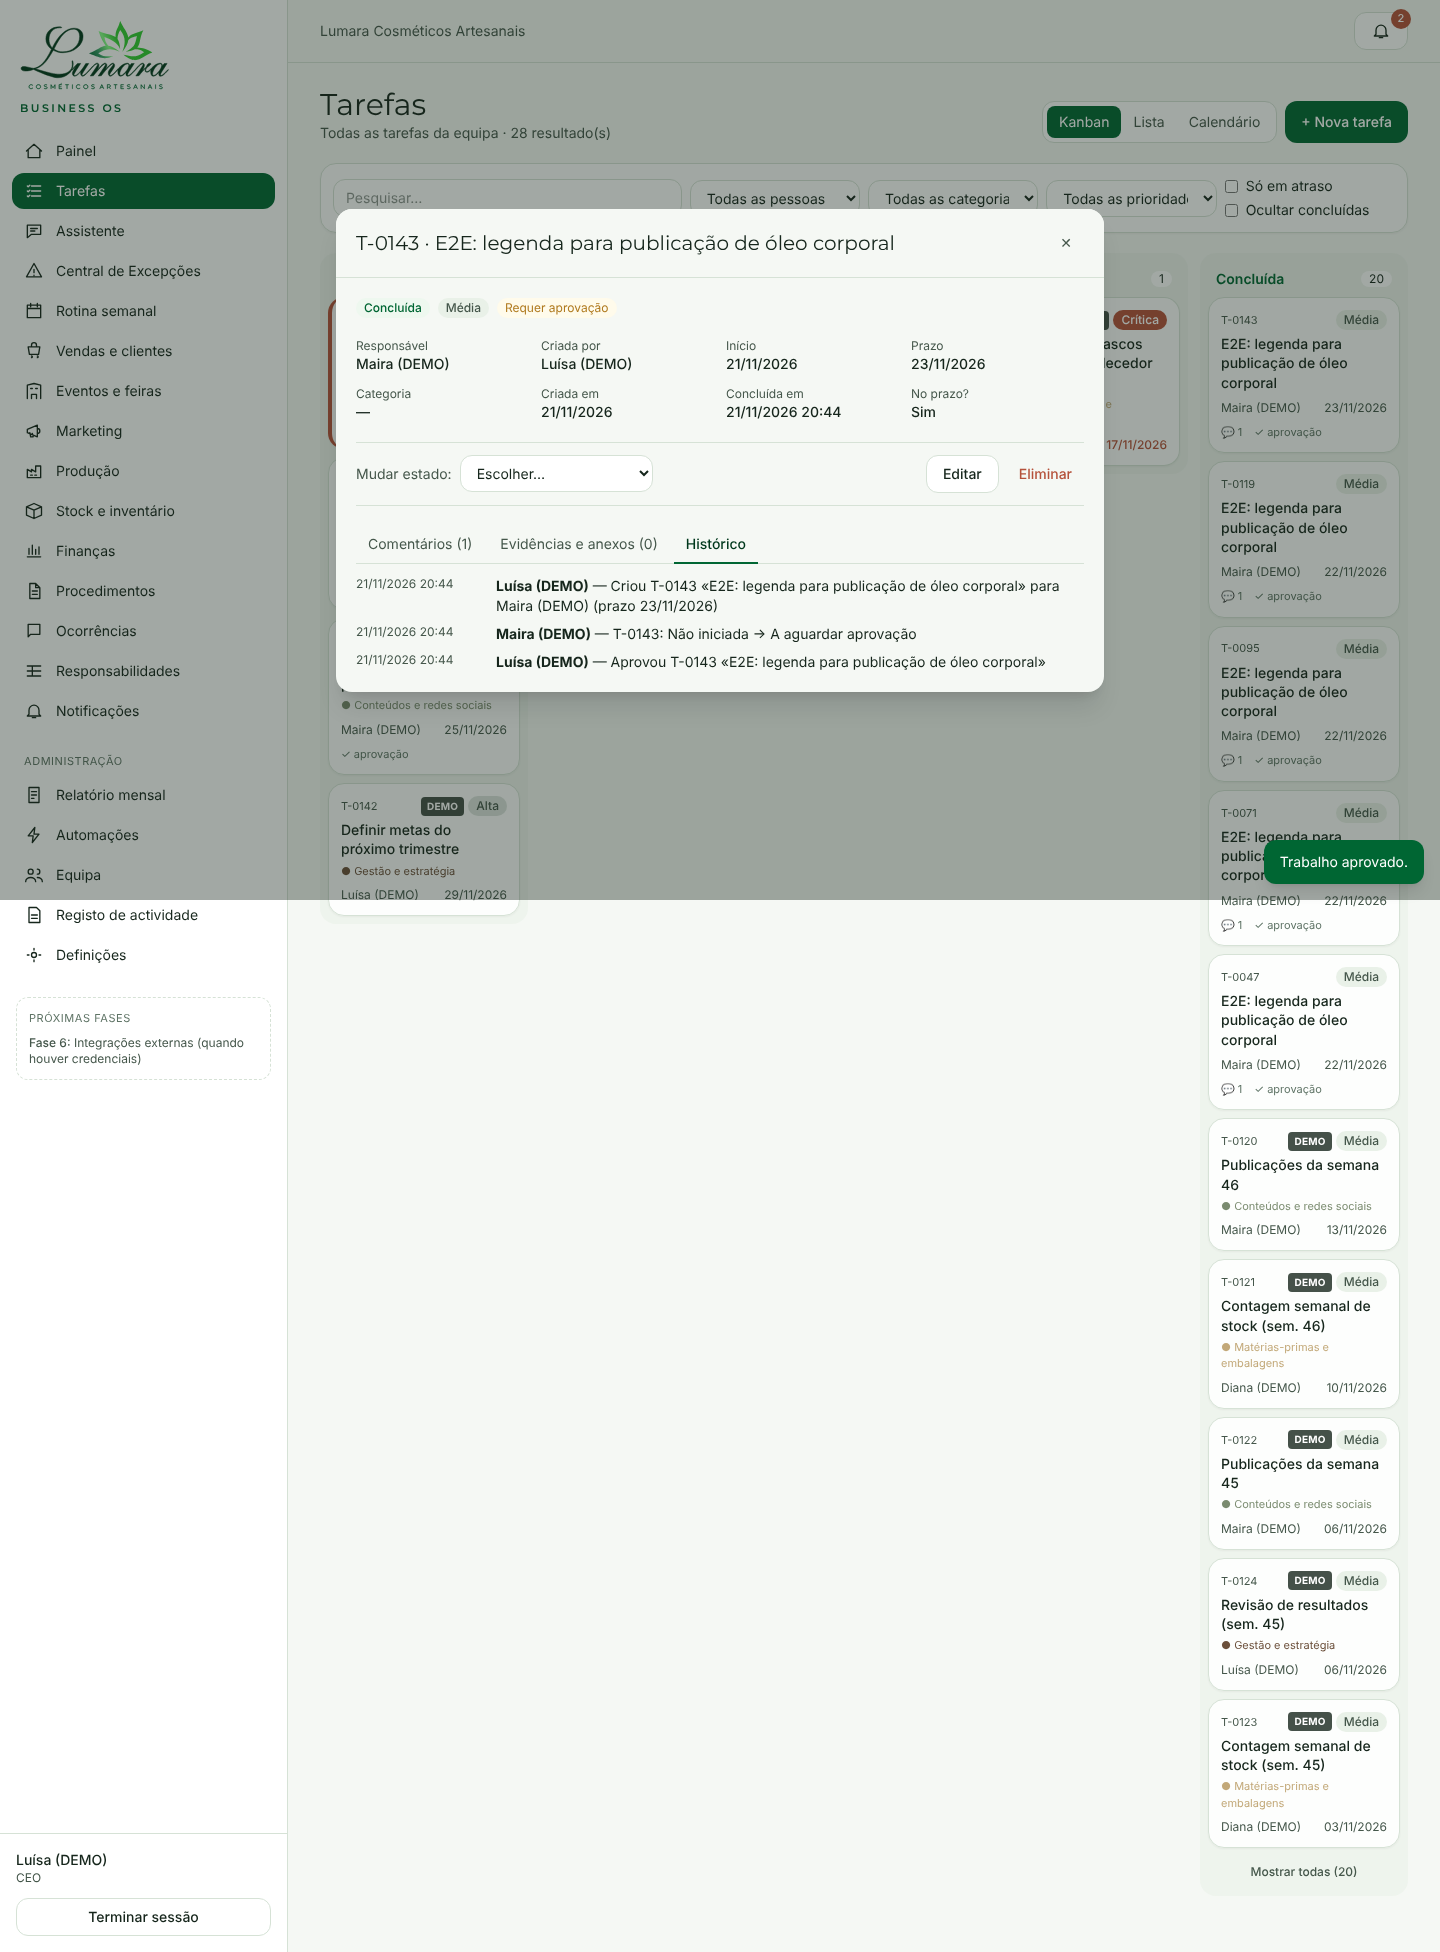 Lumara
COSMÉTICOS ARTESANAIS
BUSINESS OS
Painel
Tarefas
Assistente
Central de Excepções
Rotina semanal
Vendas e clientes
Eventos e feiras
Marketing
Produção
Stock e inventário
Finanças
Procedimentos
Ocorrências
Responsabilidades
Notificações
ADMINISTRAÇÃO
Relatório mensal
Automações
Equipa
Registo de actividade
Definições
PRÓXIMAS FASES
Fase 6: Integrações externas (quando
houver credenciais)
Luísa (DEMO)
CEO
Terminar sessão
Lumara Cosméticos Artesanais
2
Tarefas
Todas as tarefas da equipa · 28 resultado(s)
Kanban Lista Calendário
+ Nova tarefa
Pesquisar...
Todas as pessoas
Todas as categoria
Todas as prioridad
Só em atraso
Ocultar concluídas
T-0143 · E2E: legenda para publicação de óleo corporal
×
Concluída Média Requer aprovação
Responsável Criada por Início Prazo
Maira (DEMO) Luísa (DEMO) 21/11/2026 23/11/2026
Categoria Criada em Concluída em No prazo?
— 21/11/2026 21/11/2026 20:44 Sim
Mudar estado: Escolher... Editar Eliminar
Comentários (1) Evidências e anexos (0) Histórico
21/11/2026 20:44 Luísa (DEMO) — Criou T-0143 «E2E: legenda para publicação de óleo corporal» para
Maira (DEMO) (prazo 23/11/2026)
21/11/2026 20:44 Maira (DEMO) — T-0143: Não iniciada → A aguardar aprovação
21/11/2026 20:44 Luísa (DEMO) — Aprovou T-0143 «E2E: legenda para publicação de óleo corporal»
Conteúdos e redes sociais
Maira (DEMO) 25/11/2026
✓ aprovação
T-0142 DEMO Alta
Definir metas do
próximo trimestre
Gestão e estratégia
Luísa (DEMO) 29/11/2026
1
Crítica
ascos
ecedor
e
17/11/2026
Concluída 20
T-0143 Média
E2E: legenda para
publicação de óleo
corporal
Maira (DEMO) 23/11/2026
💬 1 ✓ aprovação
T-0119 Média
E2E: legenda para
publicação de óleo
corporal
Maira (DEMO) 22/11/2026
💬 1 ✓ aprovação
T-0095 Média
E2E: legenda para
publicação de óleo
corporal
Maira (DEMO) 22/11/2026
💬 1 ✓ aprovação
T-0071 Média
E2E: legenda para
public
corpor
Trabalho aprovado.
Maira (DEMO) 22/11/2026
💬 1 ✓ aprovação
T-0047 Média
E2E: legenda para
publicação de óleo
corporal
Maira (DEMO) 22/11/2026
💬 1 ✓ aprovação
T-0120 DEMO Média
Publicações da semana
46
Conteúdos e redes sociais
Maira (DEMO) 13/11/2026
T-0121 DEMO Média
Contagem semanal de
stock (sem. 46)
Matérias-primas e
embalagens
Diana (DEMO) 10/11/2026
T-0122 DEMO Média
Publicações da semana
45
Conteúdos e redes sociais
Maira (DEMO) 06/11/2026
T-0124 DEMO Média
Revisão de resultados
(sem. 45)
Gestão e estratégia
Luísa (DEMO) 06/11/2026
T-0123 DEMO Média
Contagem semanal de
stock (sem. 45)
Matérias-primas e
embalagens
Diana (DEMO) 03/11/2026
Mostrar todas (20)